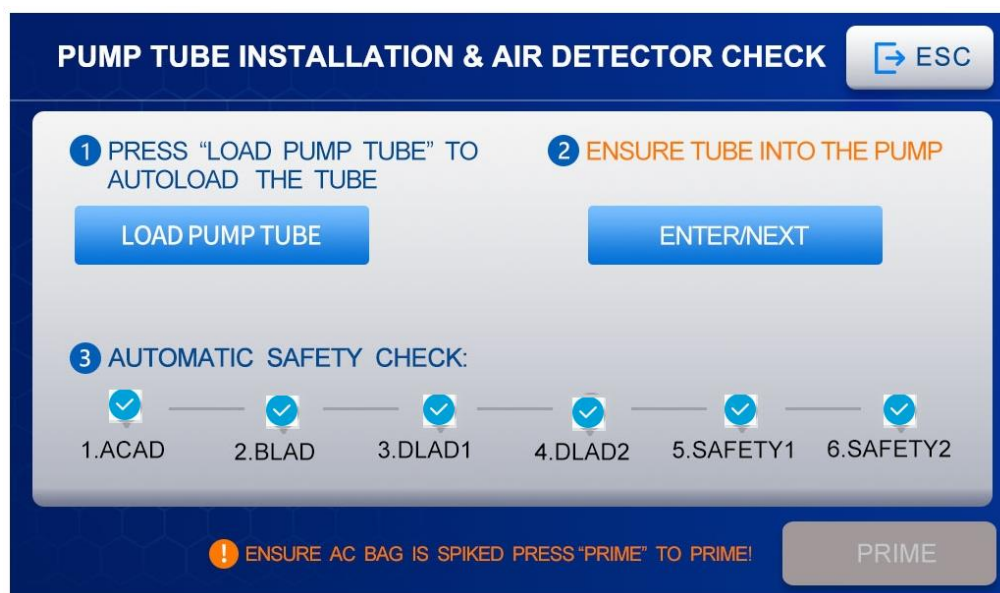 PUMP TUBE INSTALLATION & AIR DETECTOR CHECK
ESC
1 PRESS “LOAD PUMP TUBE” TO
AUTOLOAD THE TUBE
LOAD PUMP TUBE
2 ENSURE TUBE INTO THE PUMP
ENTER/NEXT
3 AUTOMATIC SAFETY CHECK:
1.ACAD
2.BLAD
3.DLAD1
4.DLAD2
5.SAFETY1
6.SAFETY2
! ENSURE AC BAG IS SPIKED PRESS “PRIME” TO PRIME!
PRIME